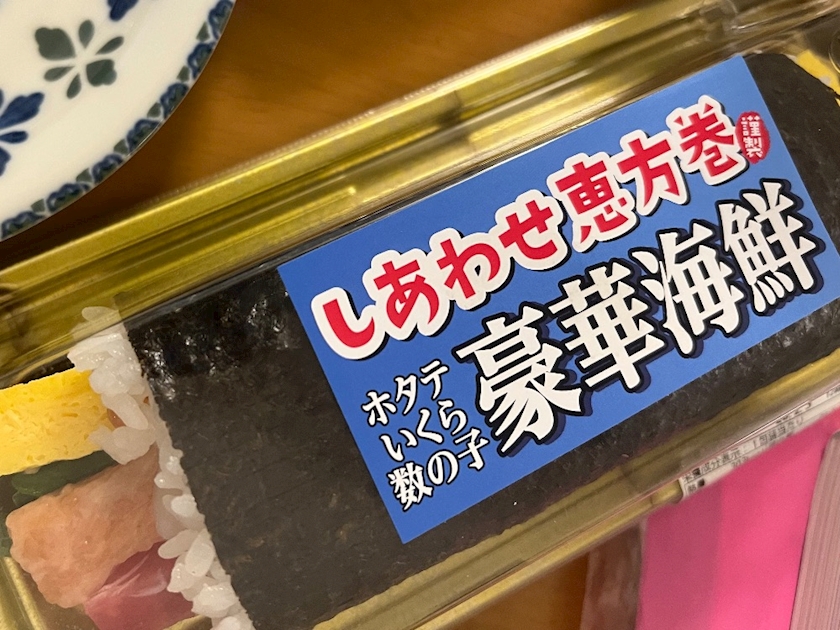 しあわせ恵方巻
謹製
豪華海鮮
ホタテ
いくら
数の子